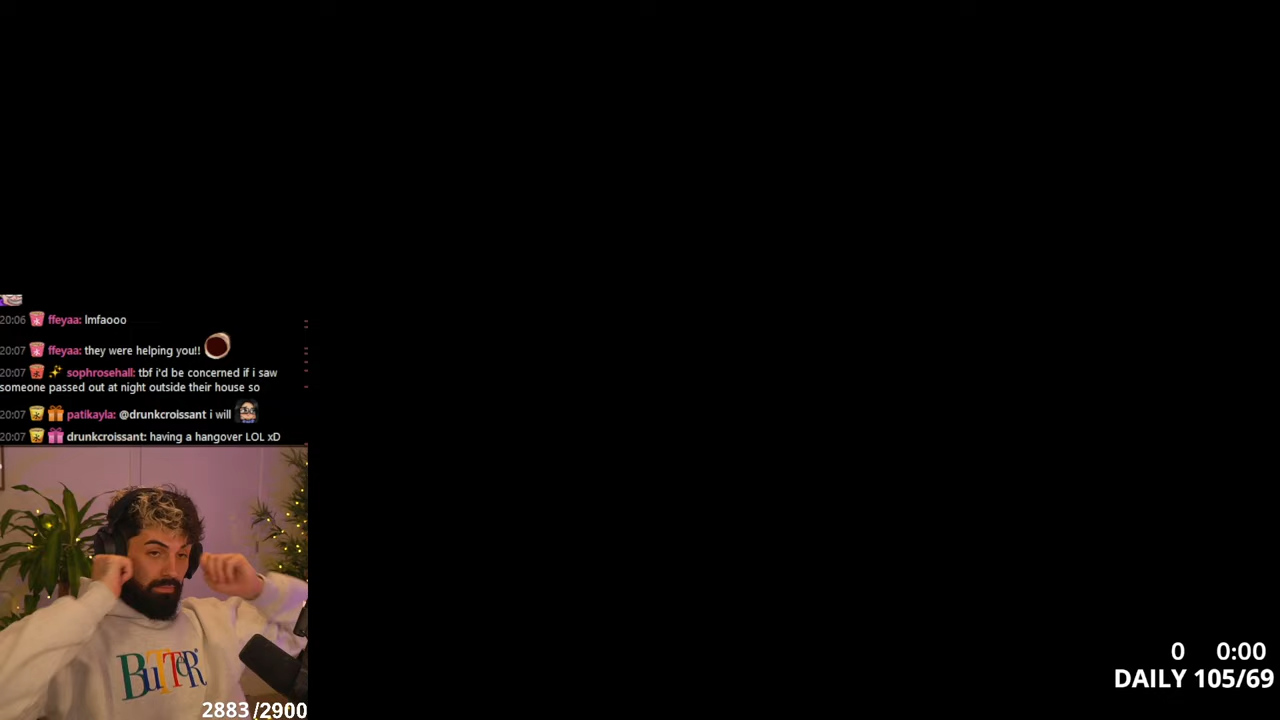 20:06 ffeyaa: lmfaooo
20:07 ffeyaa: they were helping you!!
20:07 sophrosehall: tbf i'd be concerned if i saw
someone passed out at night outside their house so
20:07 patikayla: @drunkcroissant i will
20:07 drunkcroissant: having a hangover LOL xD
BuTTeR
2883 /2900
0 0:00
DAILY 105/69